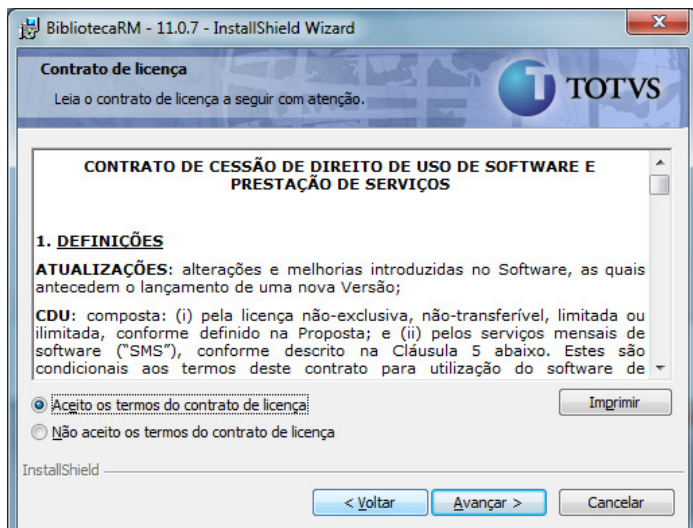 BibliotecaRM - 11.0.7 - InstallShield Wizard
Contrato de licença
Leia o contrato de licença a seguir com atenção.
TOTVS
CONTRATO DE CESSÃO DE DIREITO DE USO DE SOFTWARE E
PRESTAÇÃO DE SERVIÇOS
1. DEFINIÇÕES
ATUALIZAÇÕES: alterações e melhorias introduzidas no Software, as quais
antecedem o lançamento de uma nova Versão;
CDU: composta: (i) pela licença não-exclusiva, não-transferível, limitada ou
ilimitada, conforme definido na Proposta; e (ii) pelos serviços mensais de
software ("SMS"), conforme descrito na Cláusula 5 abaixo. Estes são
condicionais aos termos deste contrato para utilização do software de
Aceito os termos do contrato de licença
Imprimir
Não aceito os termos do contrato de licença
InstallShield
< Voltar
Avançar >
Cancelar